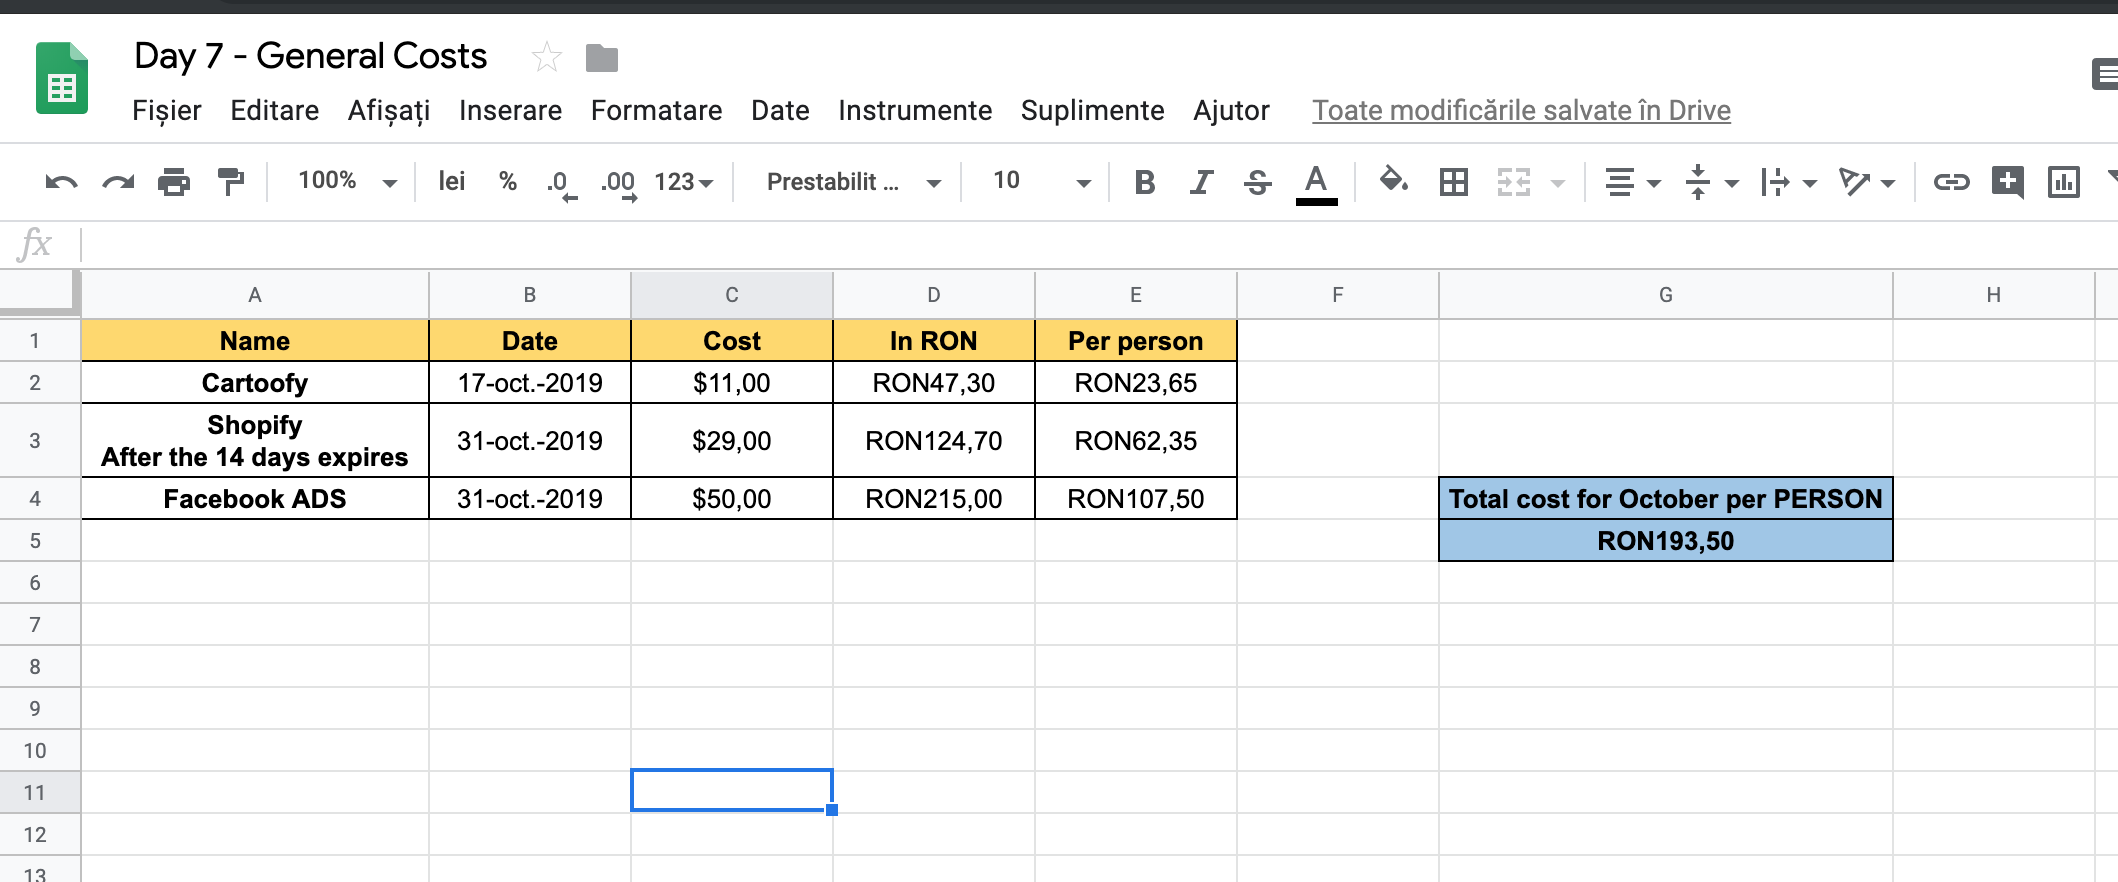 Day 7 - General Costs
Fișier Editare Afișați Inserare Formatare Date Instrumente Suplimente Ajutor Toate modificările salvate în Drive
100% lei % .0 .00 123 Prestabilit ... 10 B I S A
fx
A B C D E F G H
1 Name Date Cost In RON Per person
2 Cartoofy 17-oct.-2019 $11,00 RON47,30 RON23,65
3 Shopify
After the 14 days expires 31-oct.-2019 $29,00 RON124,70 RON62,35
4 Facebook ADS 31-oct.-2019 $50,00 RON215,00 RON107,50 Total cost for October per PERSON
5 RON193,50
6
7
8
9
10
11
12
13